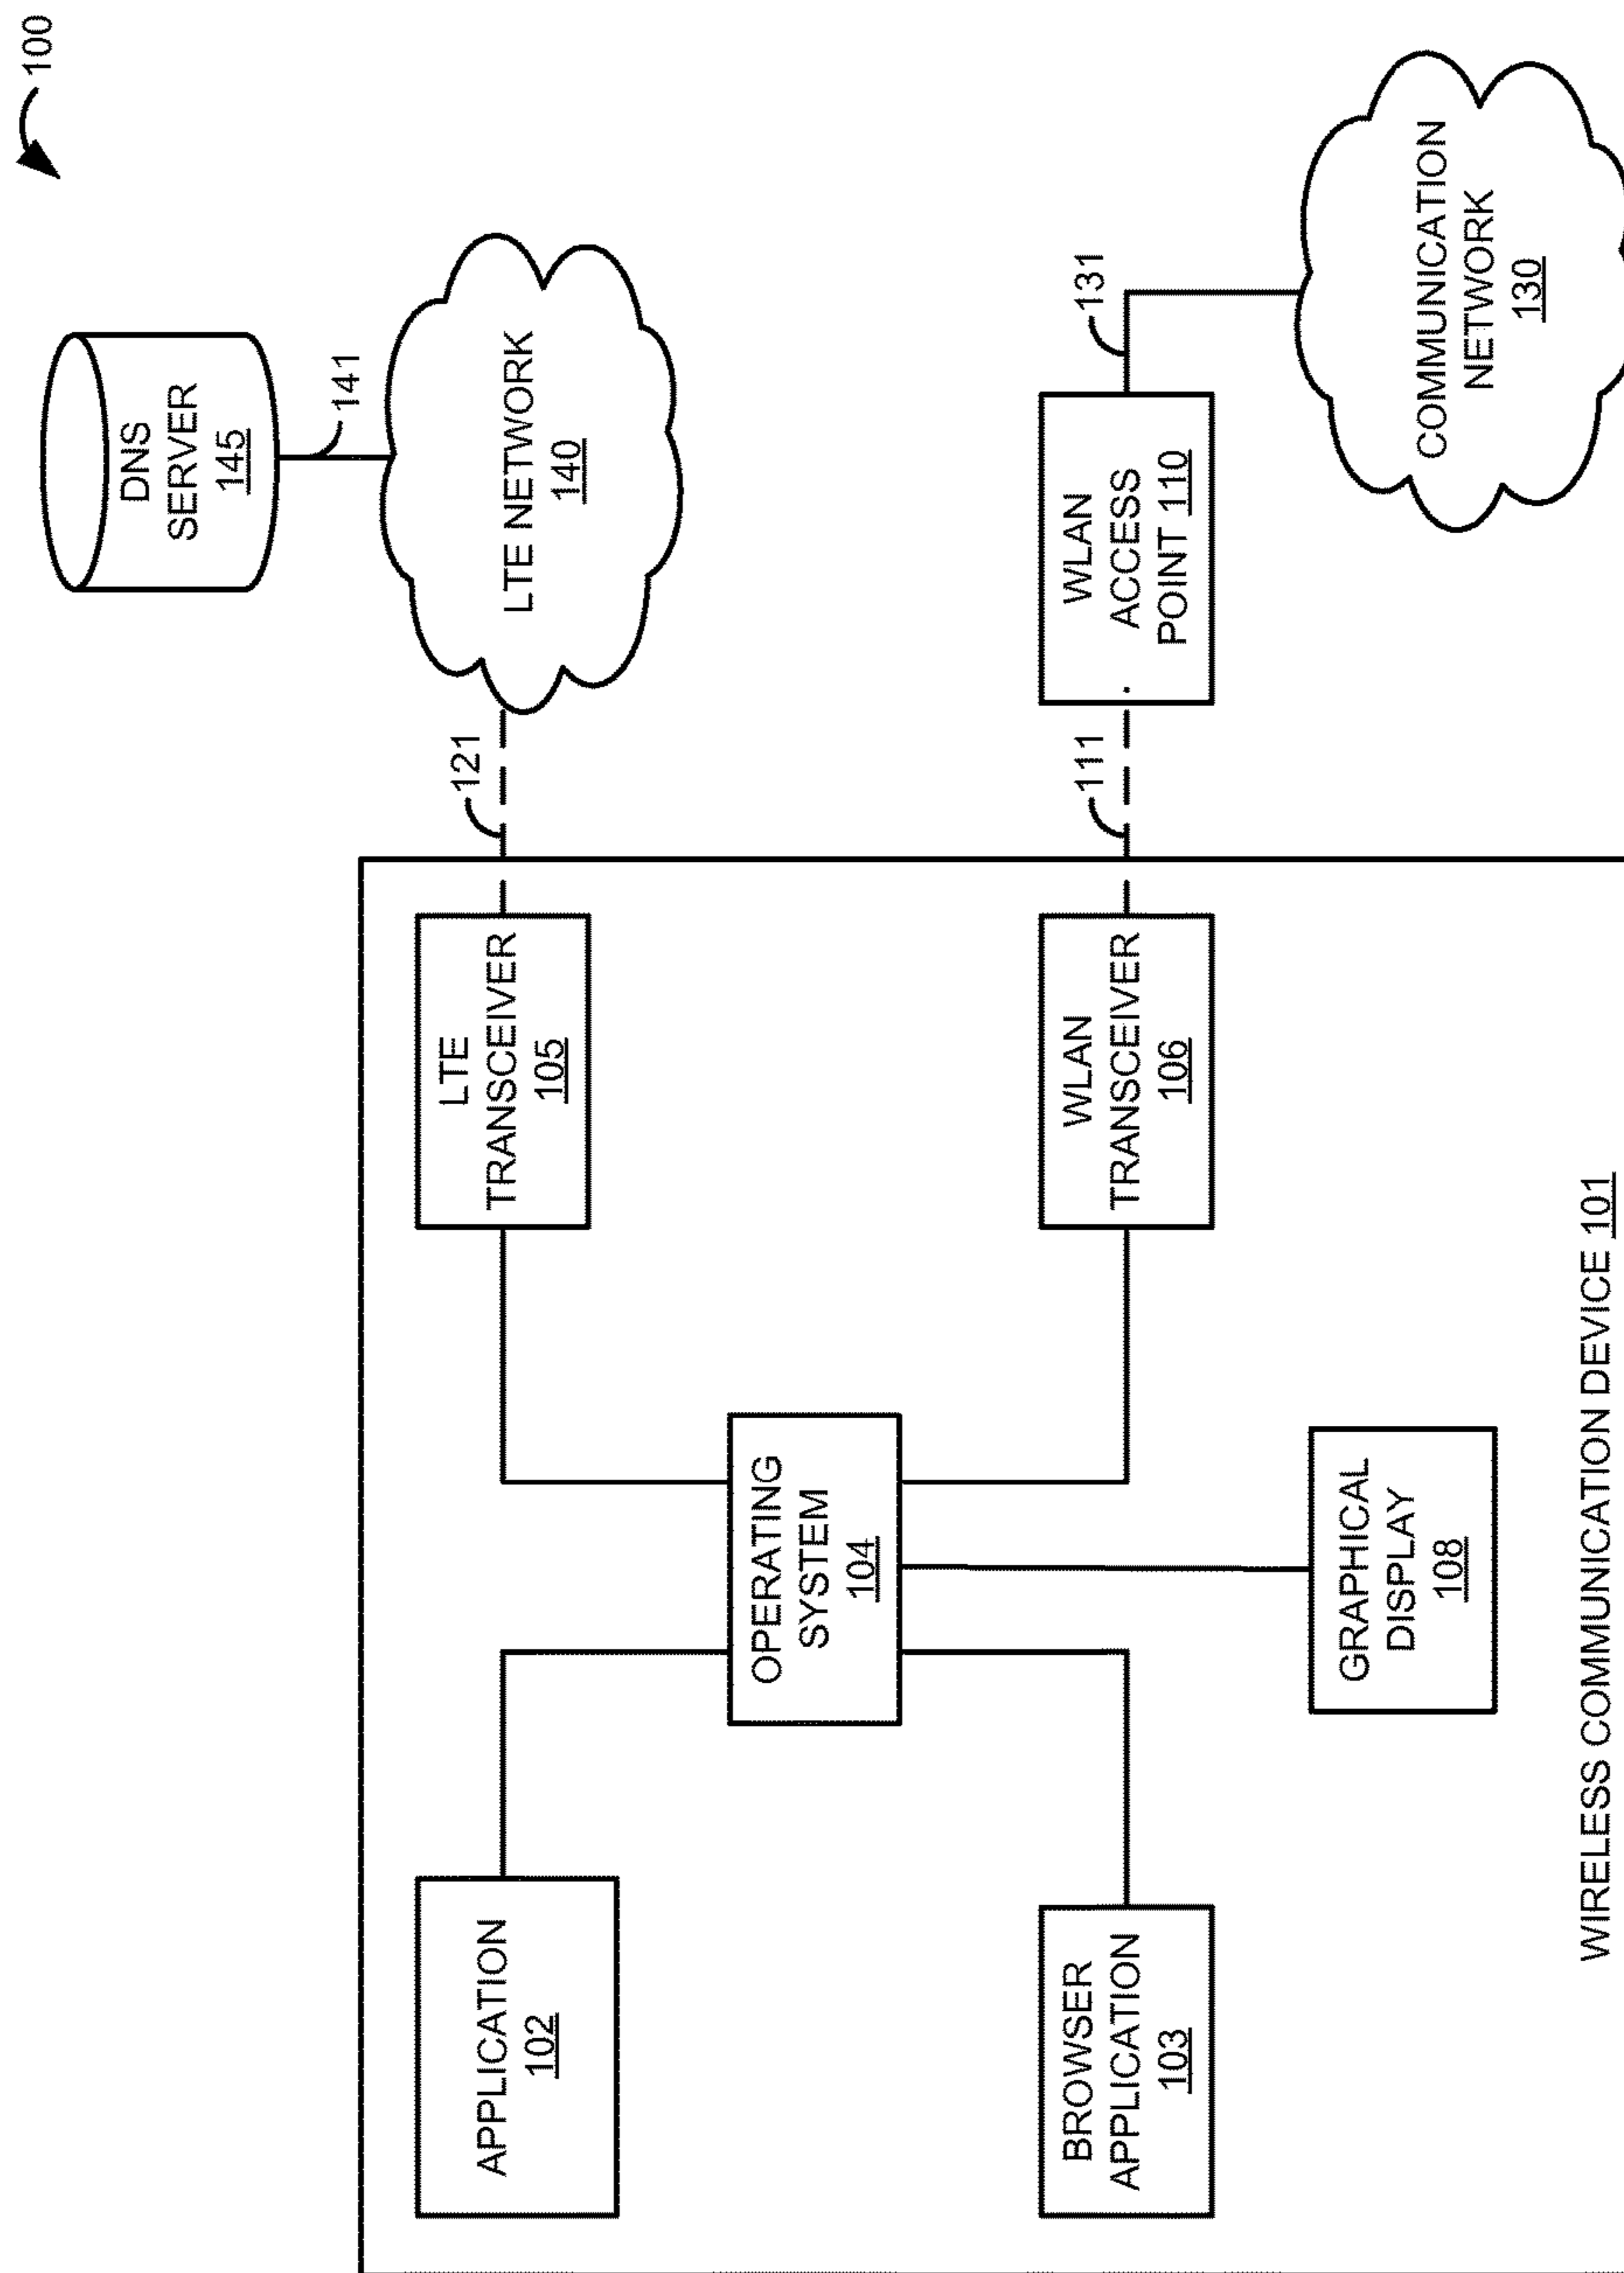 100
DNS
SERVER
145
141
LTE NETWORK
140
121
LTE
TRANSCEIVER
105
APPLICATION
102
OPERATING
SYSTEM
104
WLAN
ACCESS
POINT 110
131
111
WLAN
TRANSCEIVER
106
BROWSER
APPLICATION
103
COMMUNICATION
NETWORK
130
GRAPHICAL
DISPLAY
108
WIRELESS COMMUNICATION DEVICE 101